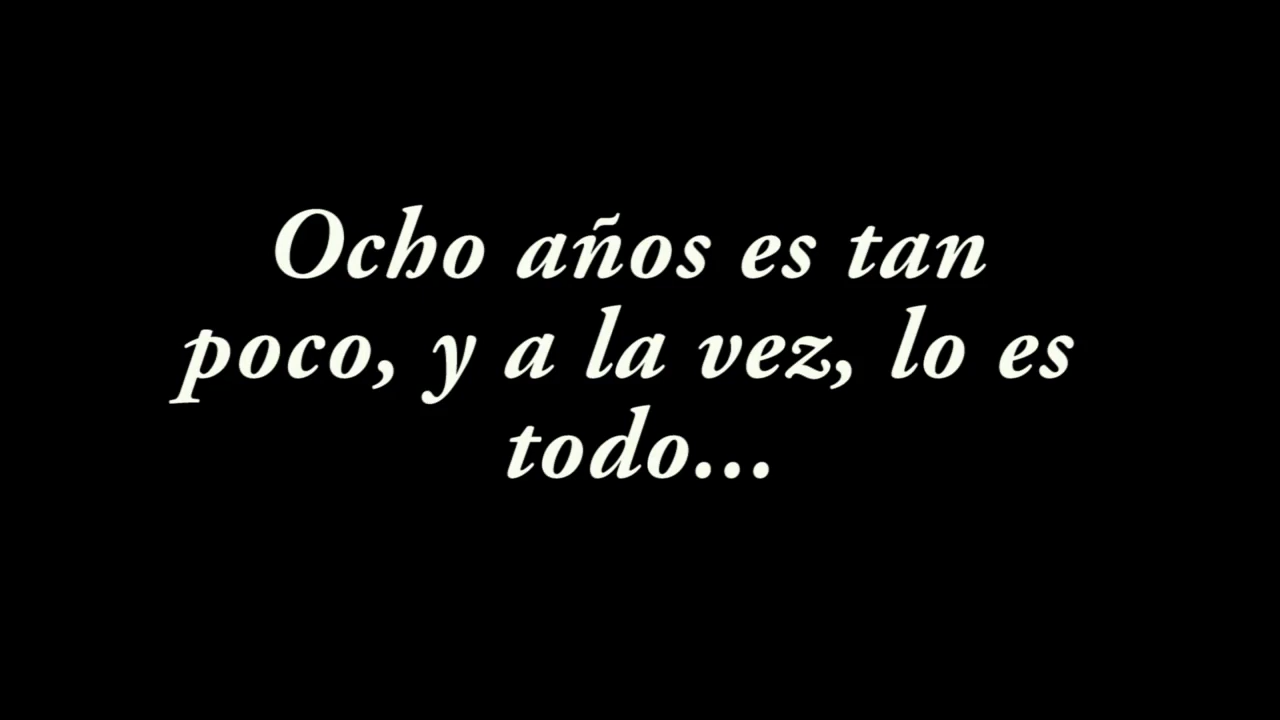 Ocho años es tan
poco, y a la vez, lo es
todo...